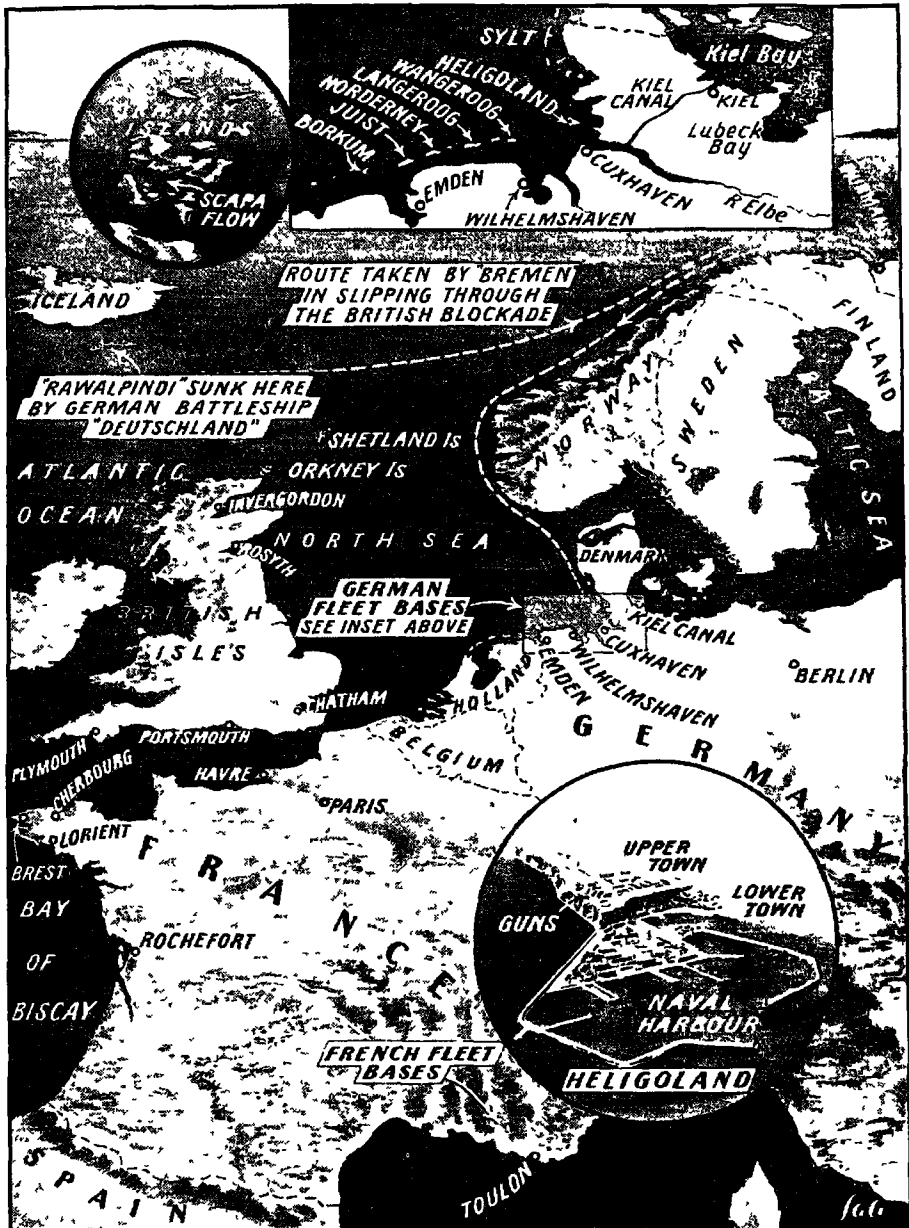 ISLANDS
SCAPA
FLOW
SYLT
HELIGOLAND
WANGEROOG
LANGEROOG
NORDERNEY
JUIST
BORKUM
EMDEN
WILHELMSHAVEN
CUXHAVEN
R Elbe
KIEL
CANAL
KIEL
Kiel Bay
Lubeck
Bay
ICELAND
ROUTE TAKEN BY "BREMEN"
IN SLIPPING THROUGH
THE BRITISH BLOCKADE
"RAWALPINDI" SUNK HERE
BY GERMAN BATTLESHIP
"DEUTSCHLAND"
ATLANTIC
OCEAN
SHETLAND Is
ORKNEY Is
INVERGORDON
ROSYTH
NORTH SEA
NORWAY
SWEDEN
FINLAND
BALTIC SEA
DENMARK
BRITISH
ISLE'S
GERMAN
FLEET BASES
SEE INSET ABOVE
KIEL CANAL
CUXHAVEN
WILHELMSHAVEN
EMDEN
HOLLAND
BELGIUM
BERLIN
GERMANY
CHATHAM
PORTSMOUTH
PLYMOUTH
CHERBOURG
HAVRE
PARIS
LORIENT
BREST
BAY
OF
BISCAY
ROCHEFORT
FRANCE
FRENCH FLEET
BASES
TOULON
SPAIN
UPPER
TOWN
LOWER
TOWN
GUNS
NAVAL
HARBOUR
HELIGOLAND